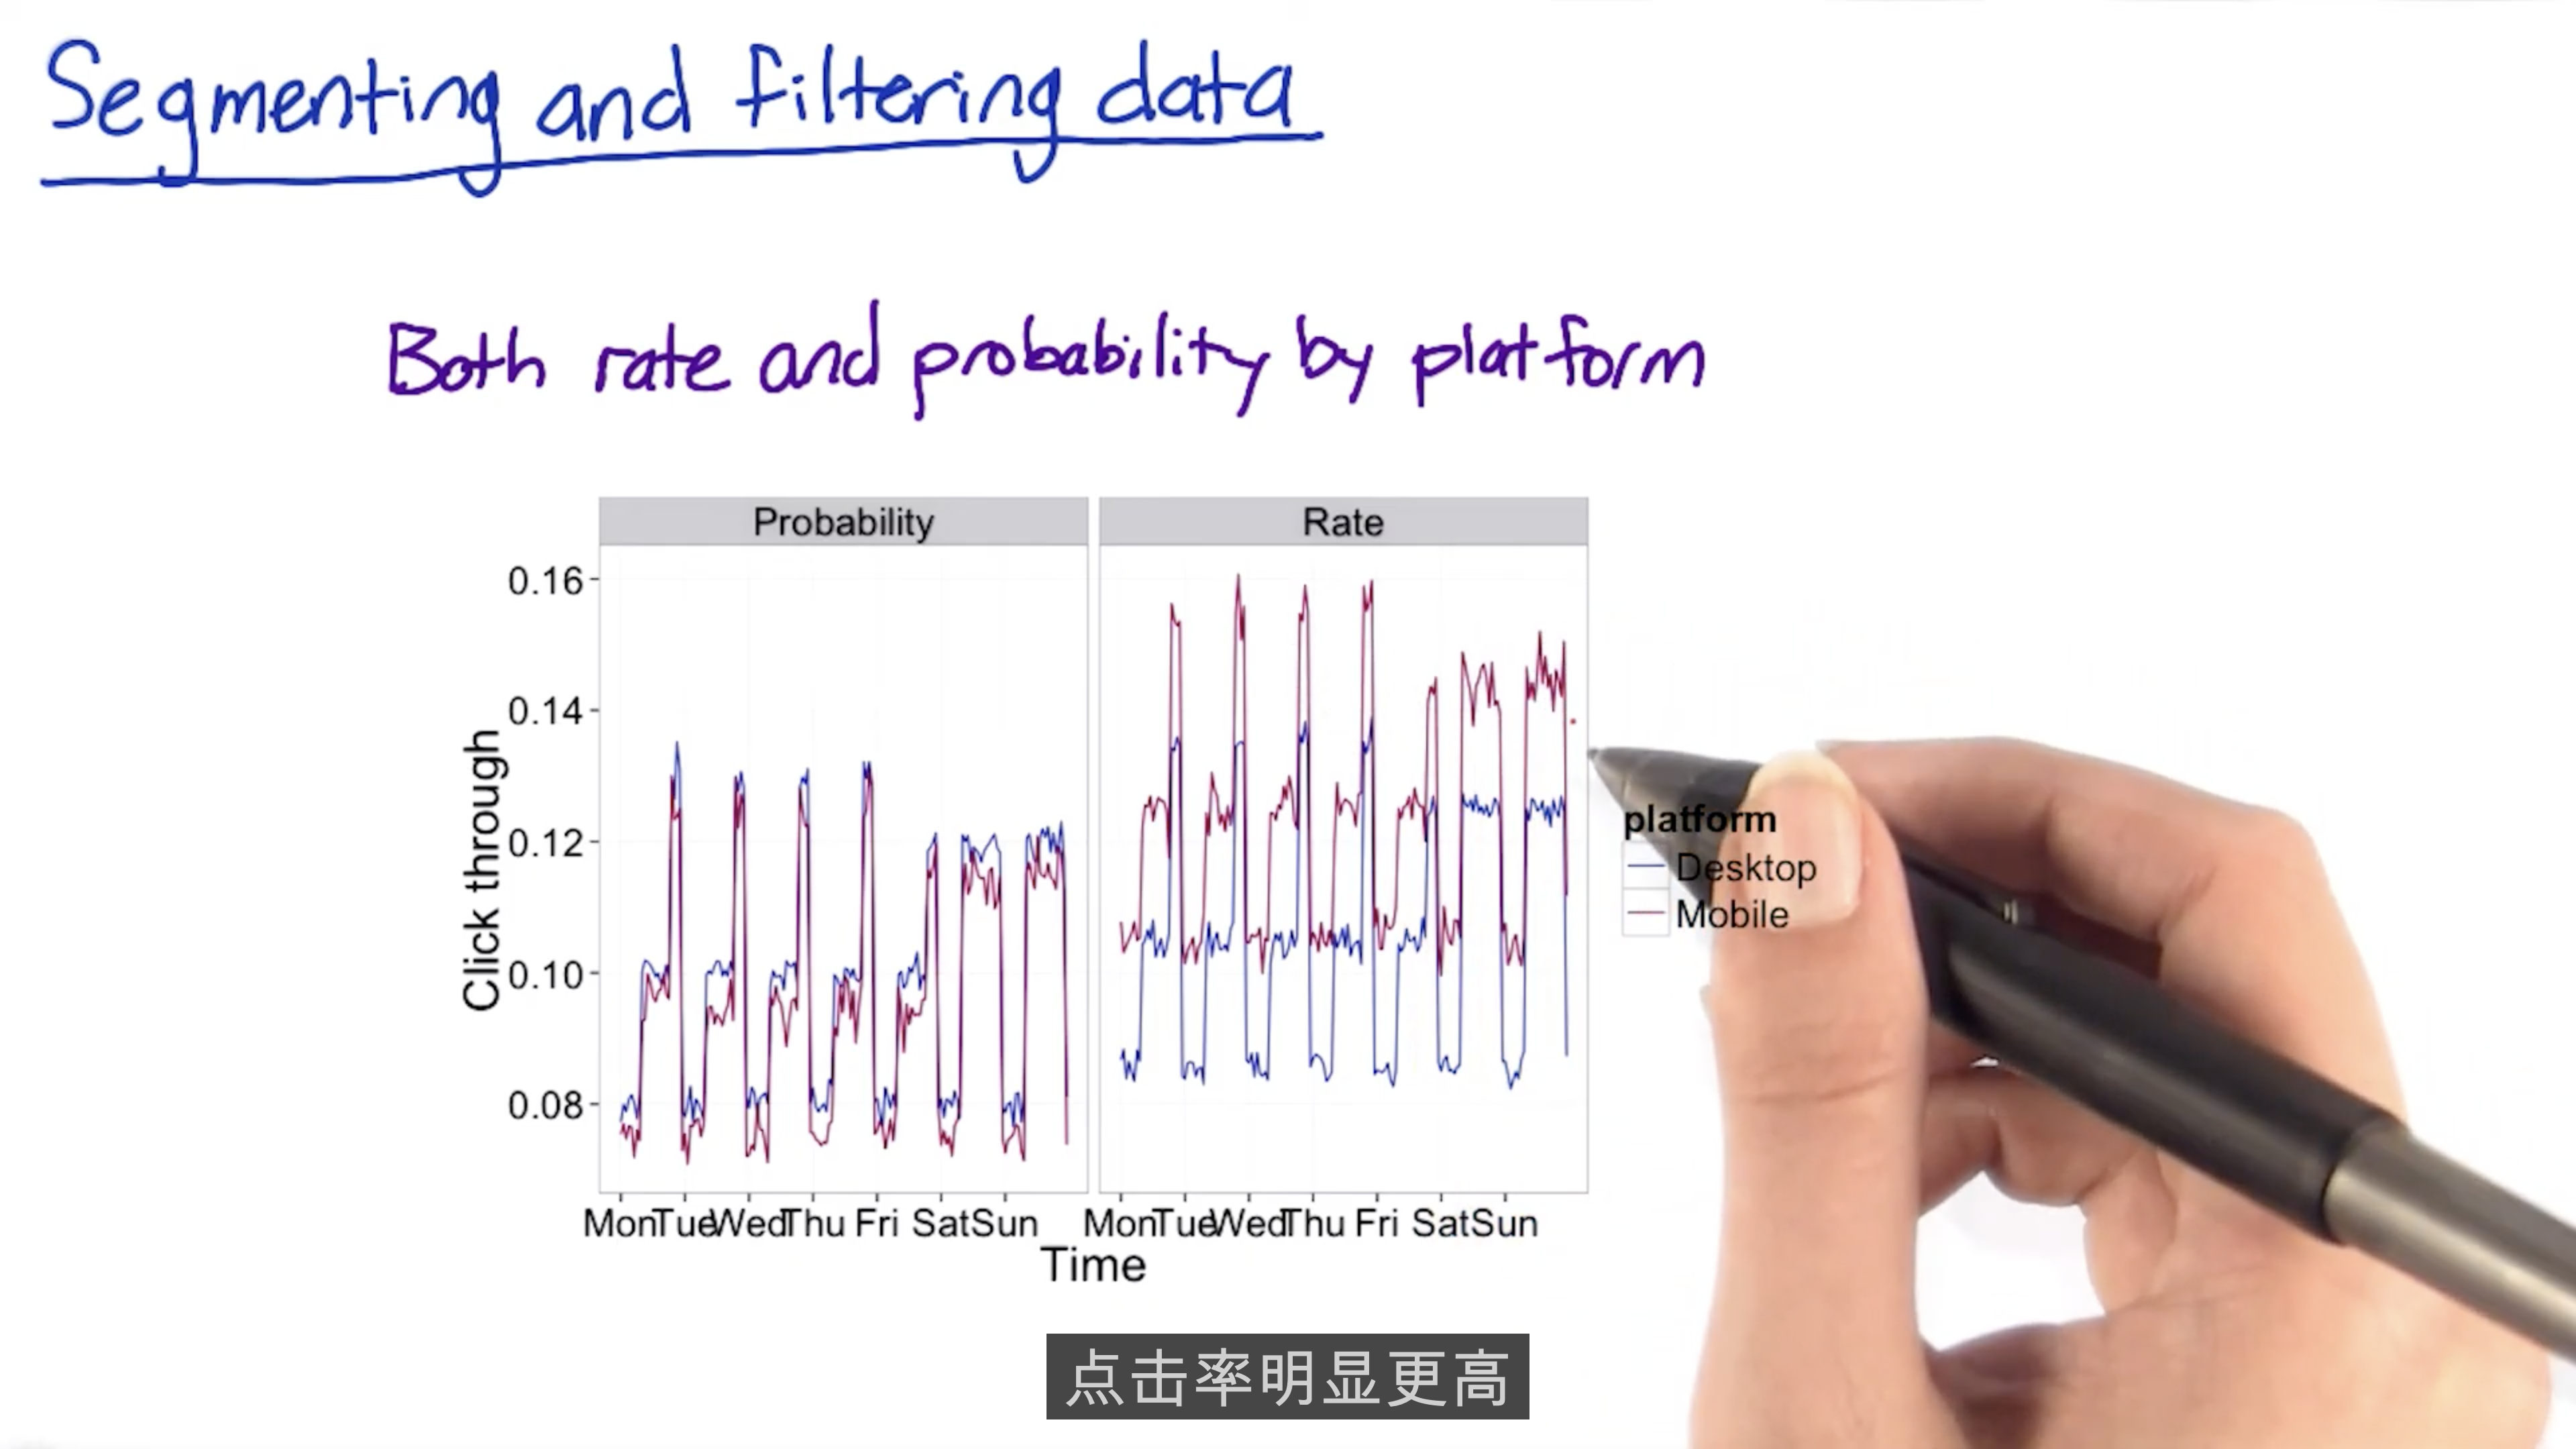 Segmenting and filtering data
Both rate and probability by platform
Probability
Rate
0.16
0.14
0.12
0.10
0.08
Click through
Mon Tue Wed Thu Fri Sat Sun
Mon Tue Wed Thu Fri Sat Sun
Time
platform
Desktop
Mobile
点击率明显更高